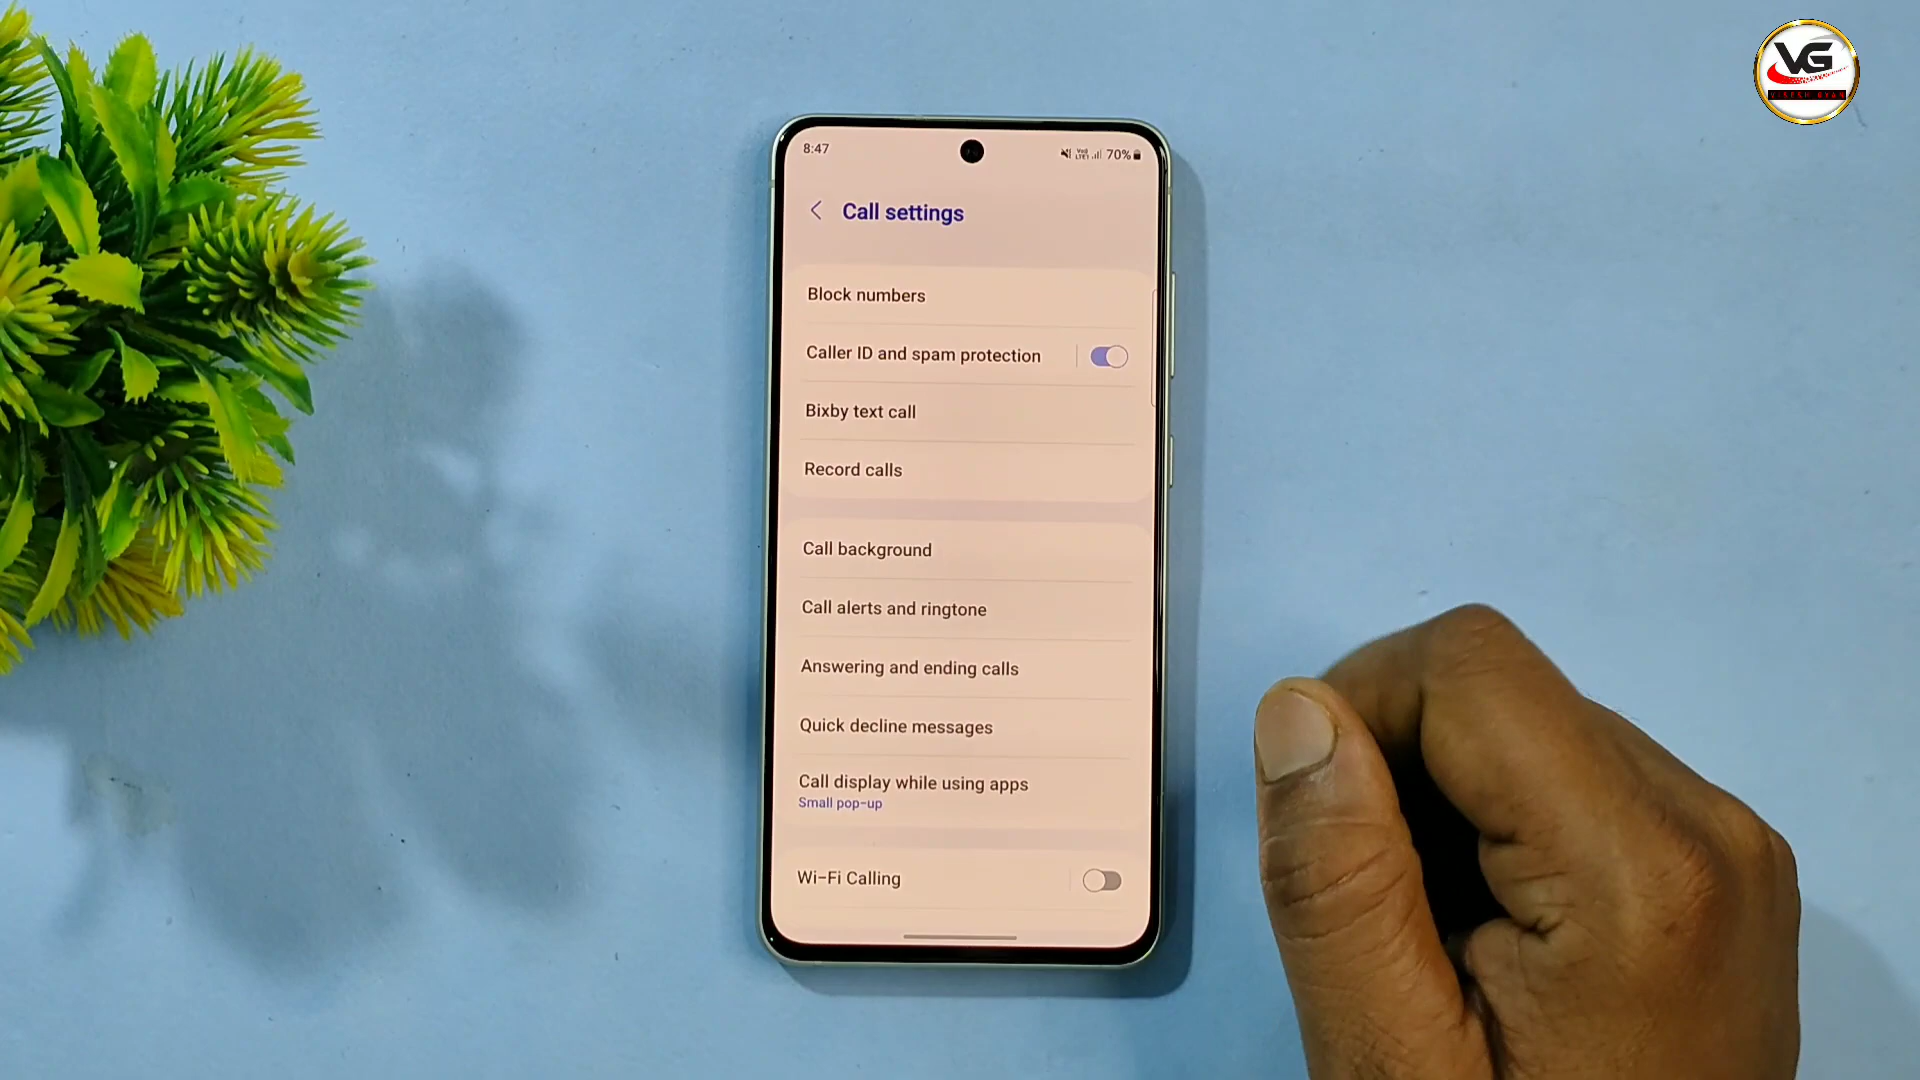 VG
8:47
70%
Call settings
Block numbers
Caller ID and spam protection
Bixby text call
Record calls
Call background
Call alerts and ringtone
Answering and ending calls
Quick decline messages
Call display while using apps
Small pop-up
Wi-Fi Calling